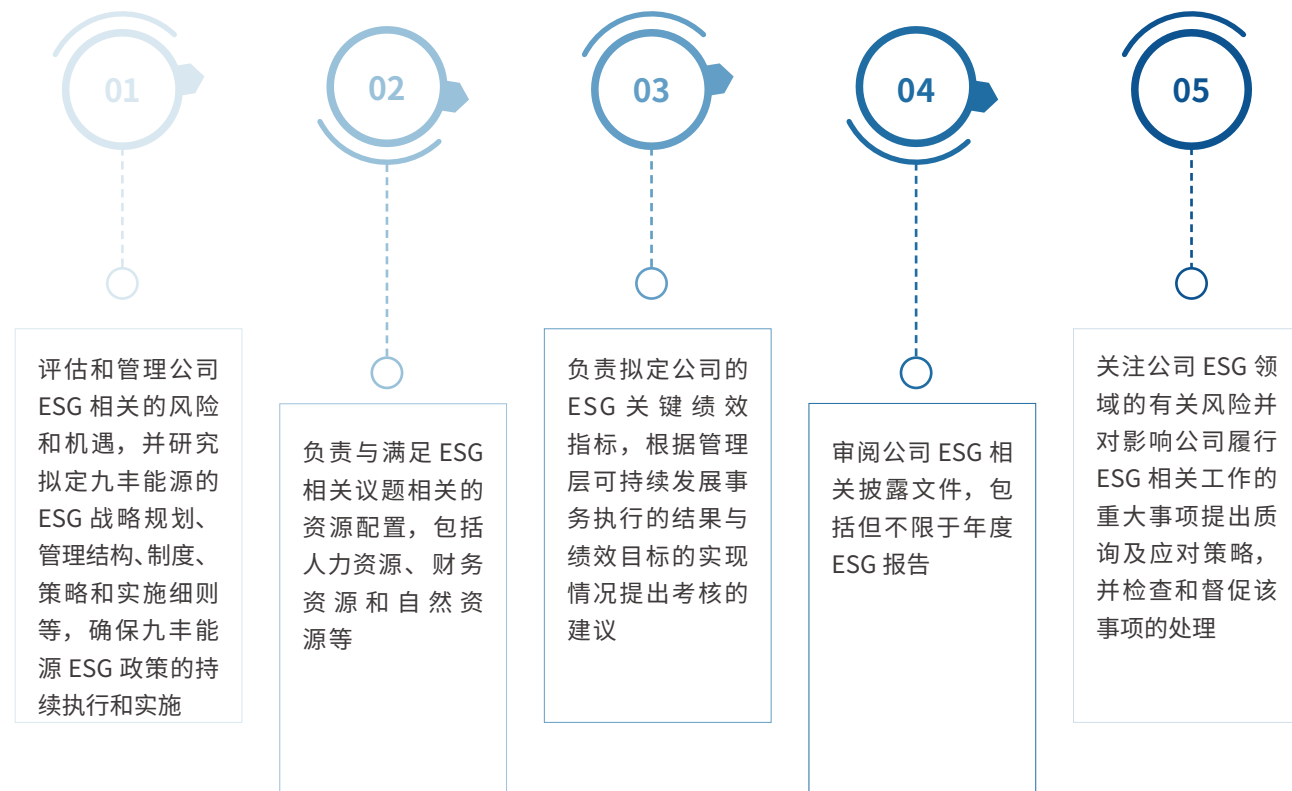 01
评估和管理公司
ESG 相关的风险
和机遇，并研究
拟定九丰能源的
ESG 战略规划、
管理结构、制度、
策略和实施细则
等，确保九丰能
源 ESG 政策的持
续执行和实施
02
负责与满足 ESG
相关议题相关的
资源配置，包括
人力资源、财务
资源和自然资
源等
03
负责拟定公司的
ESG 关键绩效
指标，根据管理
层可持续发展事
务执行的结果与
绩效目标的实现
情况提出考核的
建议
04
审阅公司 ESG 相
关披露文件，包
括但不限于年度
ESG 报告
05
关注公司 ESG 领
域的有关风险并
对影响公司履行
ESG 相关工作的
重大事项提出质
询及应对策略，
并检查和督促该
事项的处理